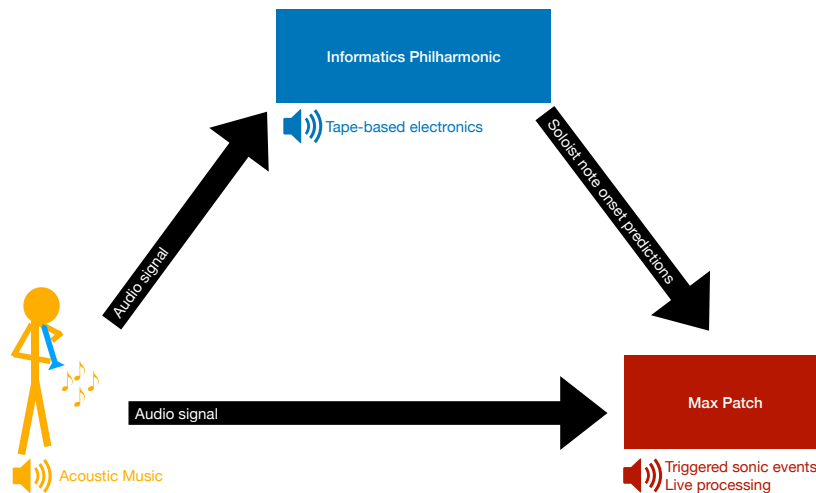 Informatics Philharmonic
Tape-based electronics
Audio signal
Soloist note onset predictions
Audio signal
Max Patch
Acoustic Music
Triggered sonic events
Live processing